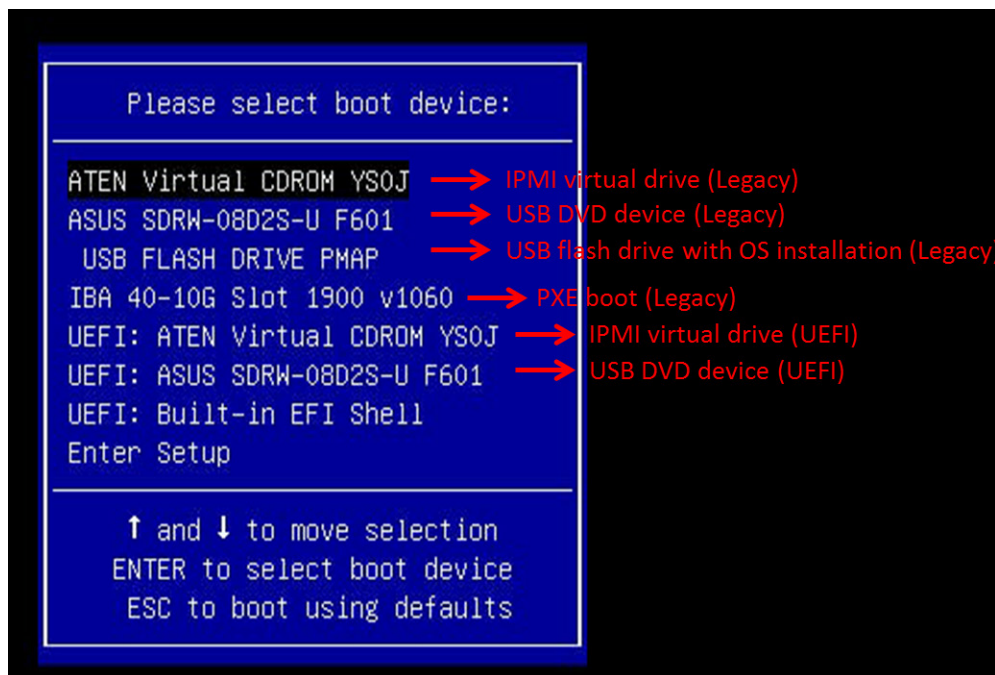 Please select boot device:
ATEN Virtual CDROM YS0J → IPMI virtual drive (Legacy)
ASUS SDRW-08D2S-U F601 → USB DVD device (Legacy)
USB FLASH DRIVE PMAP → USB flash drive with OS installation (Legacy)
IBA 40-10G Slot 1900 v1060 → PXE boot (Legacy)
UEFI: ATEN Virtual CDROM YS0J → IPMI virtual drive (UEFI)
UEFI: ASUS SDRW-08D2S-U F601 → USB DVD device (UEFI)
UEFI: Built-in EFI Shell
Enter Setup
↑ and ↓ to move selection
ENTER to select boot device
ESC to boot using defaults